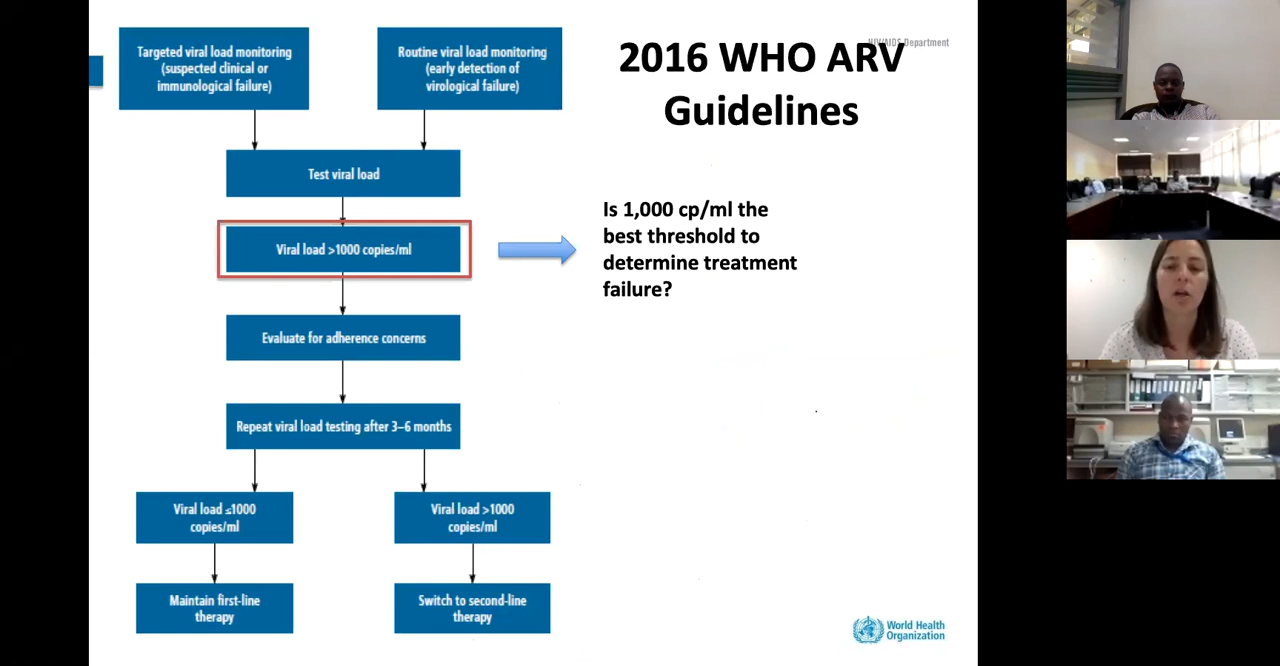 Targeted viral load monitoring
(suspected clinical or
immunological failure)
Routine viral load monitoring
(early detection of
virological failure)
HIV/AIDS Department
2016 WHO ARV
Guidelines
Test viral load
Viral load >1000 copies/ml
Is 1,000 cp/ml the
best threshold to
determine treatment
failure?
Evaluate for adherence concerns
Repeat viral load testing after 3–6 months
Viral load ≤1000
copies/ml
Viral load >1000
copies/ml
Maintain first-line
therapy
Switch to second-line
therapy
World Health
Organization